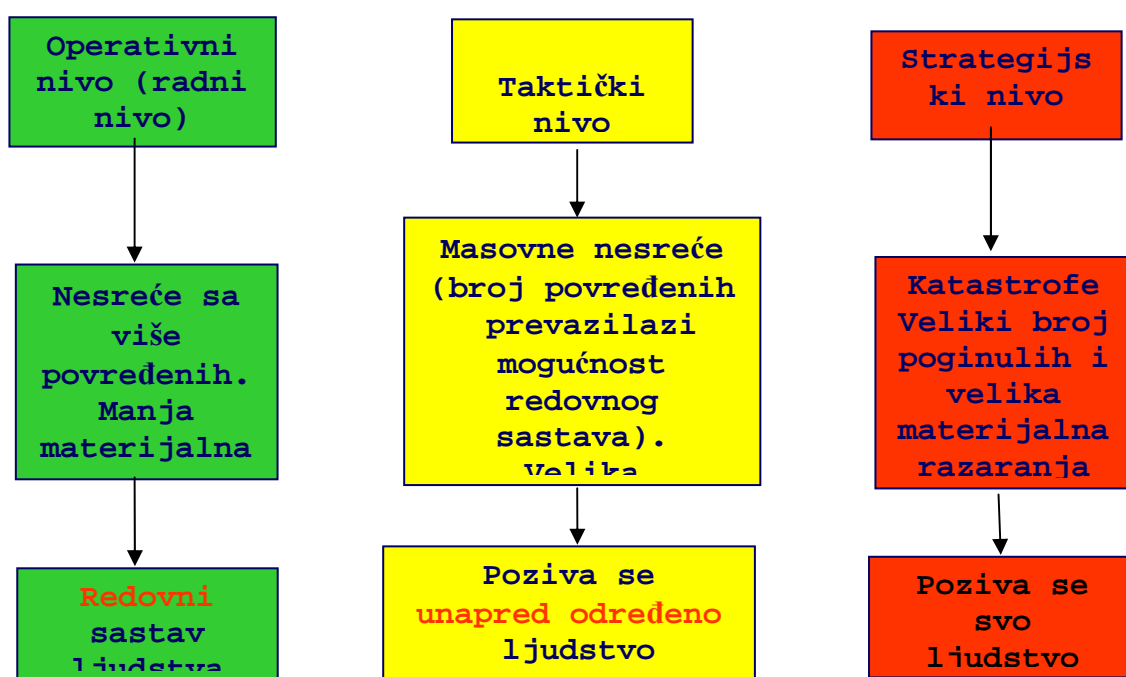 Operativni
nivo (radni
nivo)
Nesreće sa
više
povređenih.
Manja
materijalna
Redovni
sastav
ljudstva
Taktički
nivo
Masovne nesreće
(broj povređenih
prevazilazi
mogućnost
redovnog
sastava).
Velika
Poziva se
unapred određeno
ljudstvo
Strategijs
ki nivo
Katastrofe
Veliki broj
poginulih i
velika
materijalna
razaranja
Poziva se
svo
ljudstvo